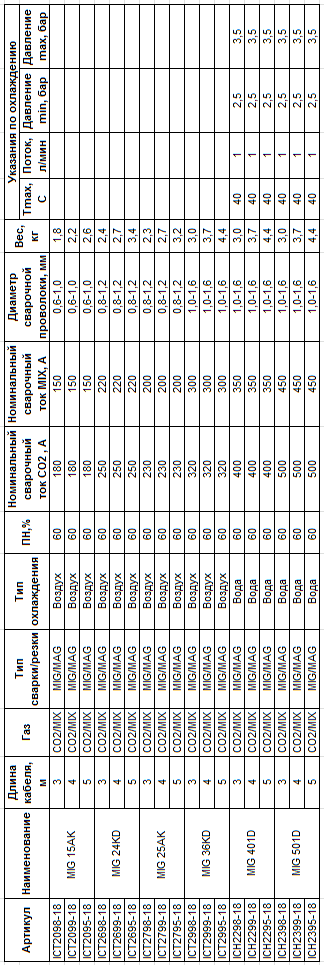 Артикул Наименование Длина кабеля, м Газ Тип сварки/резки Тип охлаждения ПН,% Номинальный сварочный ток CO2 , А Номинальный сварочный ток MIX, А Диаметр сварочной проволоки, мм Вес, кг Указания по охлаждению
Tmax, С Поток, л/мин Давление min, бар Давление max, бар
ICT2098-18 3 CO2/MIX MIG/MAG Воздух 60 180 150 0,6-1,0 1,8
ICT2099-18 MIG 15AK 4 CO2/MIX MIG/MAG Воздух 60 180 150 0,6-1,0 2,2
ICT2095-18 5 CO2/MIX MIG/MAG Воздух 60 180 150 0,6-1,0 2,6
ICT2698-18 3 CO2/MIX MIG/MAG Воздух 60 250 220 0,8-1,2 2,4
ICT2699-18 MIG 24KD 4 CO2/MIX MIG/MAG Воздух 60 250 220 0,8-1,2 2,7
ICT2695-18 5 CO2/MIX MIG/MAG Воздух 60 250 220 0,8-1,2 3,4
ICT2798-18 3 CO2/MIX MIG/MAG Воздух 60 230 200 0,8-1,2 2,3
ICT2799-18 MIG 25AK 4 CO2/MIX MIG/MAG Воздух 60 230 200 0,8-1,2 2,7
ICT2795-18 5 CO2/MIX MIG/MAG Воздух 60 230 200 0,8-1,2 3,2
ICT2998-18 3 CO2/MIX MIG/MAG Воздух 60 320 300 1,0-1,6 3,0
ICT2999-18 MIG 36KD 4 CO2/MIX MIG/MAG Воздух 60 320 300 1,0-1,6 3,7
ICT2995-18 5 CO2/MIX MIG/MAG Воздух 60 320 300 1,0-1,6 4,4
ICH2298-18 3 CO2/MIX MIG/MAG Вода 60 400 350 1,0-1,6 3,0 40 1 2,5 3,5
ICH2299-18 MIG 401D 4 CO2/MIX MIG/MAG Вода 60 400 350 1,0-1,6 3,7 40 1 2,5 3,5
ICH2295-18 5 CO2/MIX MIG/MAG Вода 60 400 350 1,0-1,6 4,4 40 1 2,5 3,5
ICH2398-18 3 CO2/MIX MIG/MAG Вода 60 500 450 1,0-1,6 3,0 40 1 2,5 3,5
ICH2399-18 MIG 501D 4 CO2/MIX MIG/MAG Вода 60 500 450 1,0-1,6 3,7 40 1 2,5 3,5
ICH2395-18 5 CO2/MIX MIG/MAG Вода 60 500 450 1,0-1,6 4,4 40 1 2,5 3,5